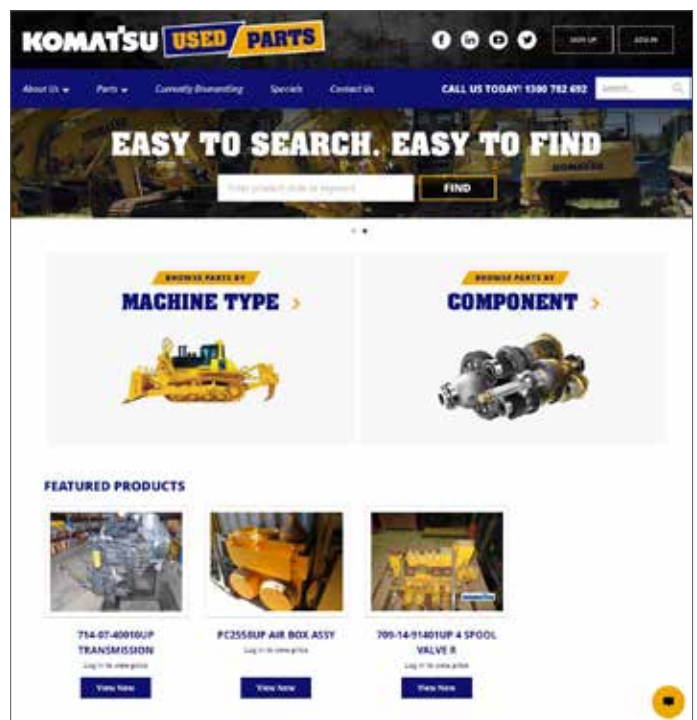 KOMATSU USED PARTS
SIGN UP
LOG IN
About Us
Parts
Currently Dismantling
Specials
Contact Us
CALL US TODAY! 1300 782 692
Search...
EASY TO SEARCH. EASY TO FIND
Enter product code or keyword
FIND
KOMATSU
BROWSE PARTS BY
MACHINE TYPE
BROWSE PARTS BY
COMPONENT
FEATURED PRODUCTS
714-07-40010UP
TRANSMISSION
Log in to view price
View Now
PC2558UP AIR BOX ASSY
Log in to view price
View Now
709-14-91401UP 4 SPOOL
VALVE R
Log in to view price
View Now